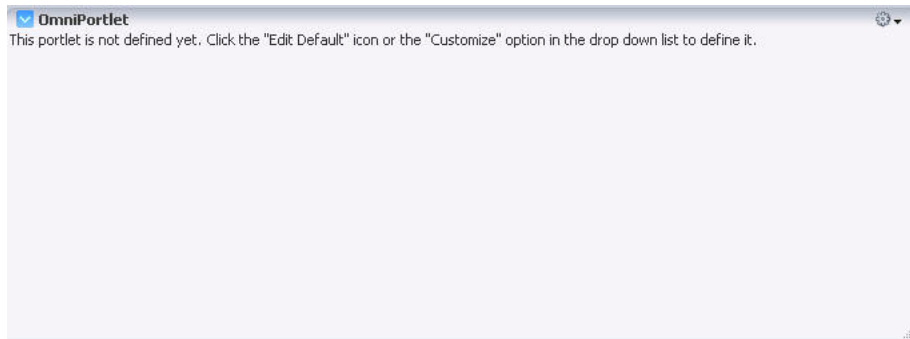 OmniPortlet
This portlet is not defined yet. Click the "Edit Default" icon or the "Customize" option in the drop down list to define it.